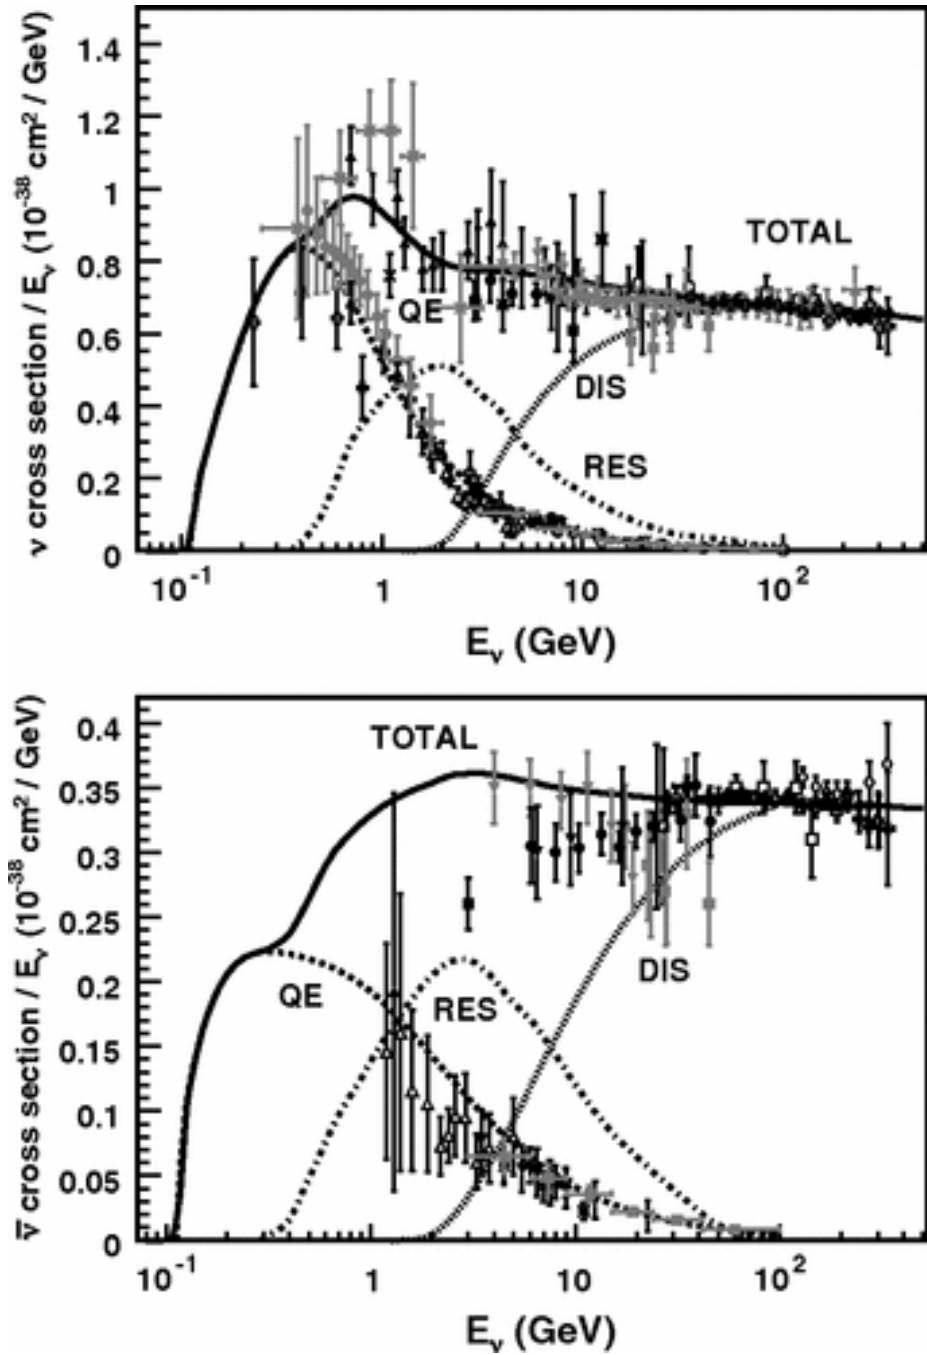 ν cross section / Eν (10⁻³⁸ cm² / GeV)
1.4
1.2
1
0.8
0.6
0.4
0.2
0
TOTAL
QE
DIS
RES
10⁻¹
1
10
10²
Eν (GeV)
ν̅ cross section / Eν (10⁻³⁸ cm² / GeV)
0.4
0.35
0.3
0.25
0.2
0.15
0.1
0.05
0
TOTAL
QE
RES
DIS
10⁻¹
1
10
10²
Eν (GeV)